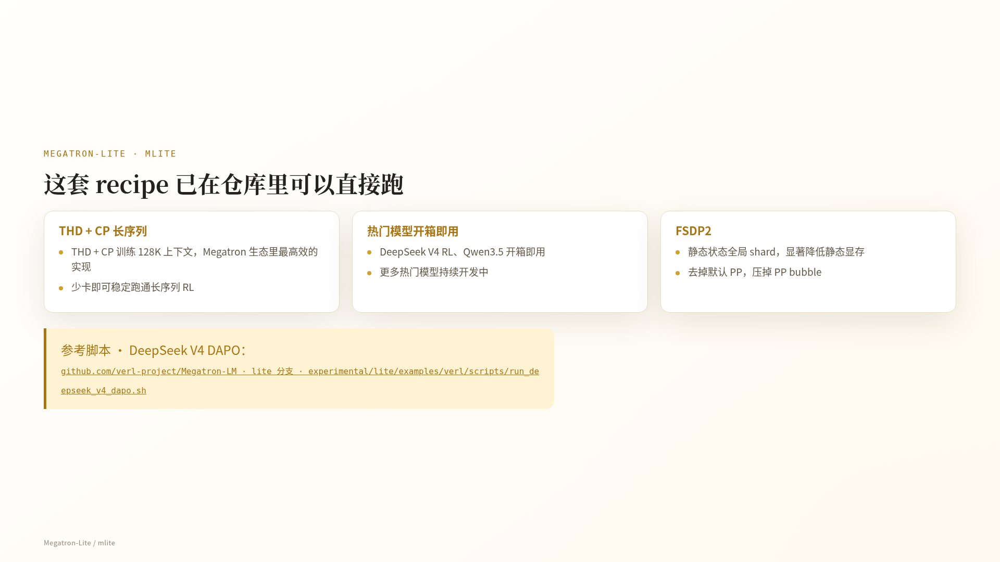 MEGATRON-LITE · MLITE
这套 recipe 已在仓库里可以直接跑
THD + CP 长序列
THD + CP 训练 128K 上下文，Megatron 生态里最高效的
实现
少卡即可稳定跑通长序列 RL
热门模型开箱即用
DeepSeek V4 RL、Qwen3.5 开箱即用
更多热门模型持续开发中
FSDP2
静态状态全局 shard，显著降低静态显存
去掉默认 PP，压掉 PP bubble
参考脚本 · DeepSeek V4 DAPO：
github.com/verl-project/Megatron-LM · lite 分支 · experimental/lite/examples/verl/scripts/run_de
epseek_v4_dapo.sh
Megatron-Lite / mlite